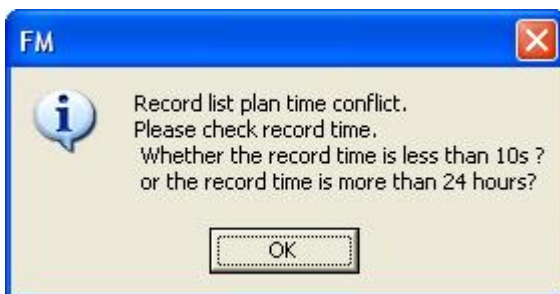 FM
Record list plan time conflict.
Please check record time.
Whether the record time is less than 10s ?
or the record time is more than 24 hours?
OK